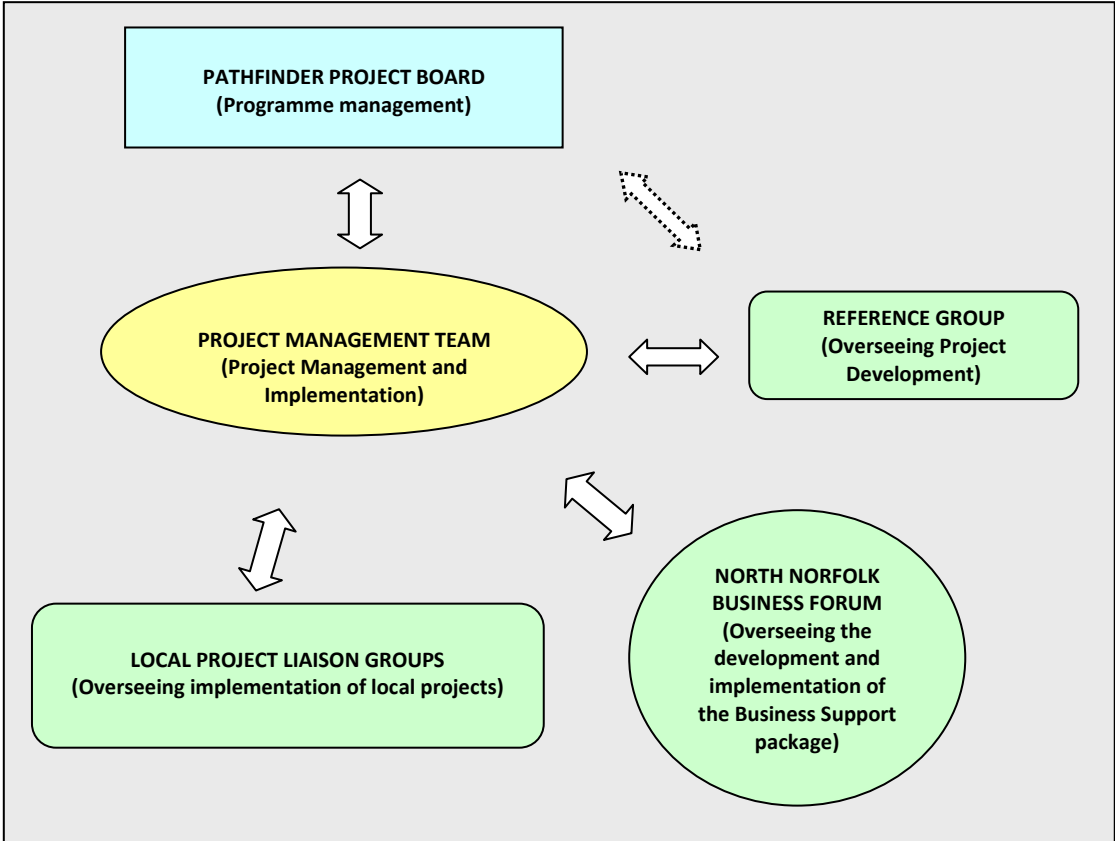 PATHFINDER PROJECT BOARD
(Programme management)
PROJECT MANAGEMENT TEAM
(Project Management and
Implementation)
REFERENCE GROUP
(Overseeing Project
Development)
LOCAL PROJECT LIAISON GROUPS
(Overseeing implementation of local projects)
NORTH NORFOLK
BUSINESS FORUM
(Overseeing the
development and
implementation of
the Business Support
package)